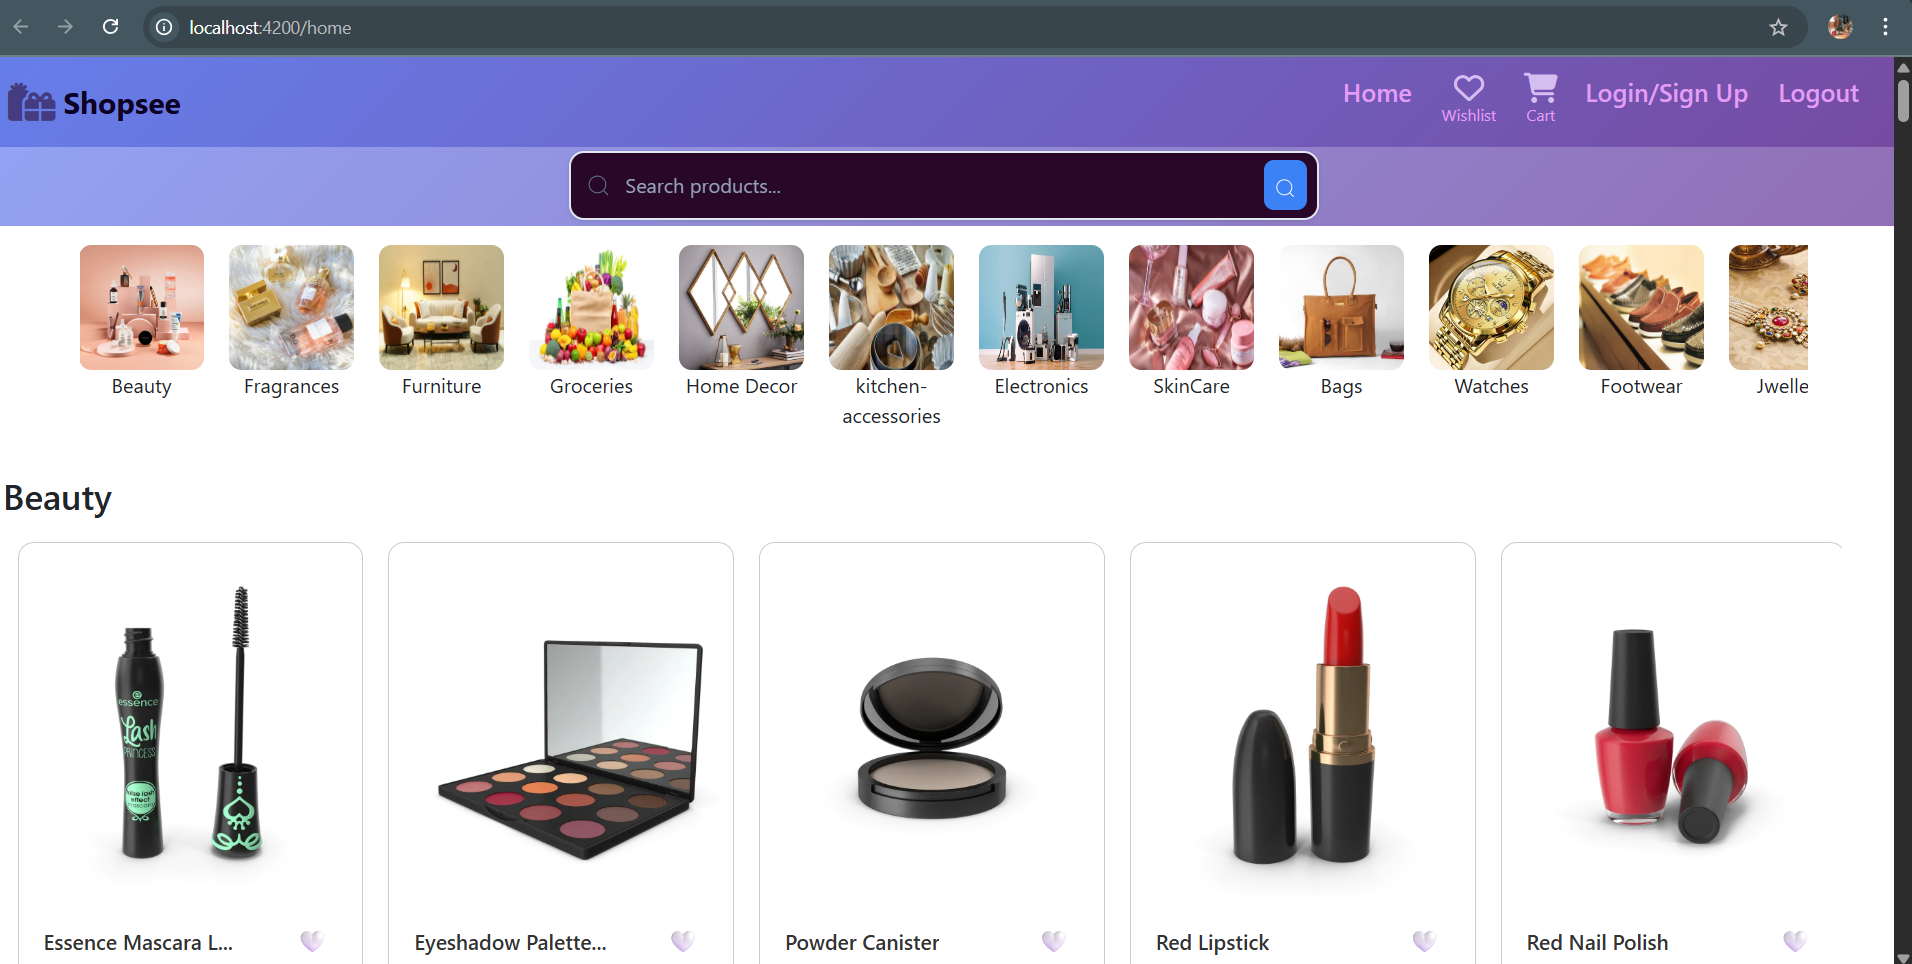 localhost:4200/home
Shopsee
Home
Wishlist
Cart
Login/Sign Up
Logout
Search products...
Beauty
Fragrances
Furniture
Groceries
Home Decor
kitchen-
accessories
Electronics
SkinCare
Bags
Watches
Footwear
Jwelle
Beauty
essence
Lash
PRINCESS
false lash
effect
mascara
Essence Mascara L...
Eyeshadow Palette...
Powder Canister
Red Lipstick
Red Nail Polish